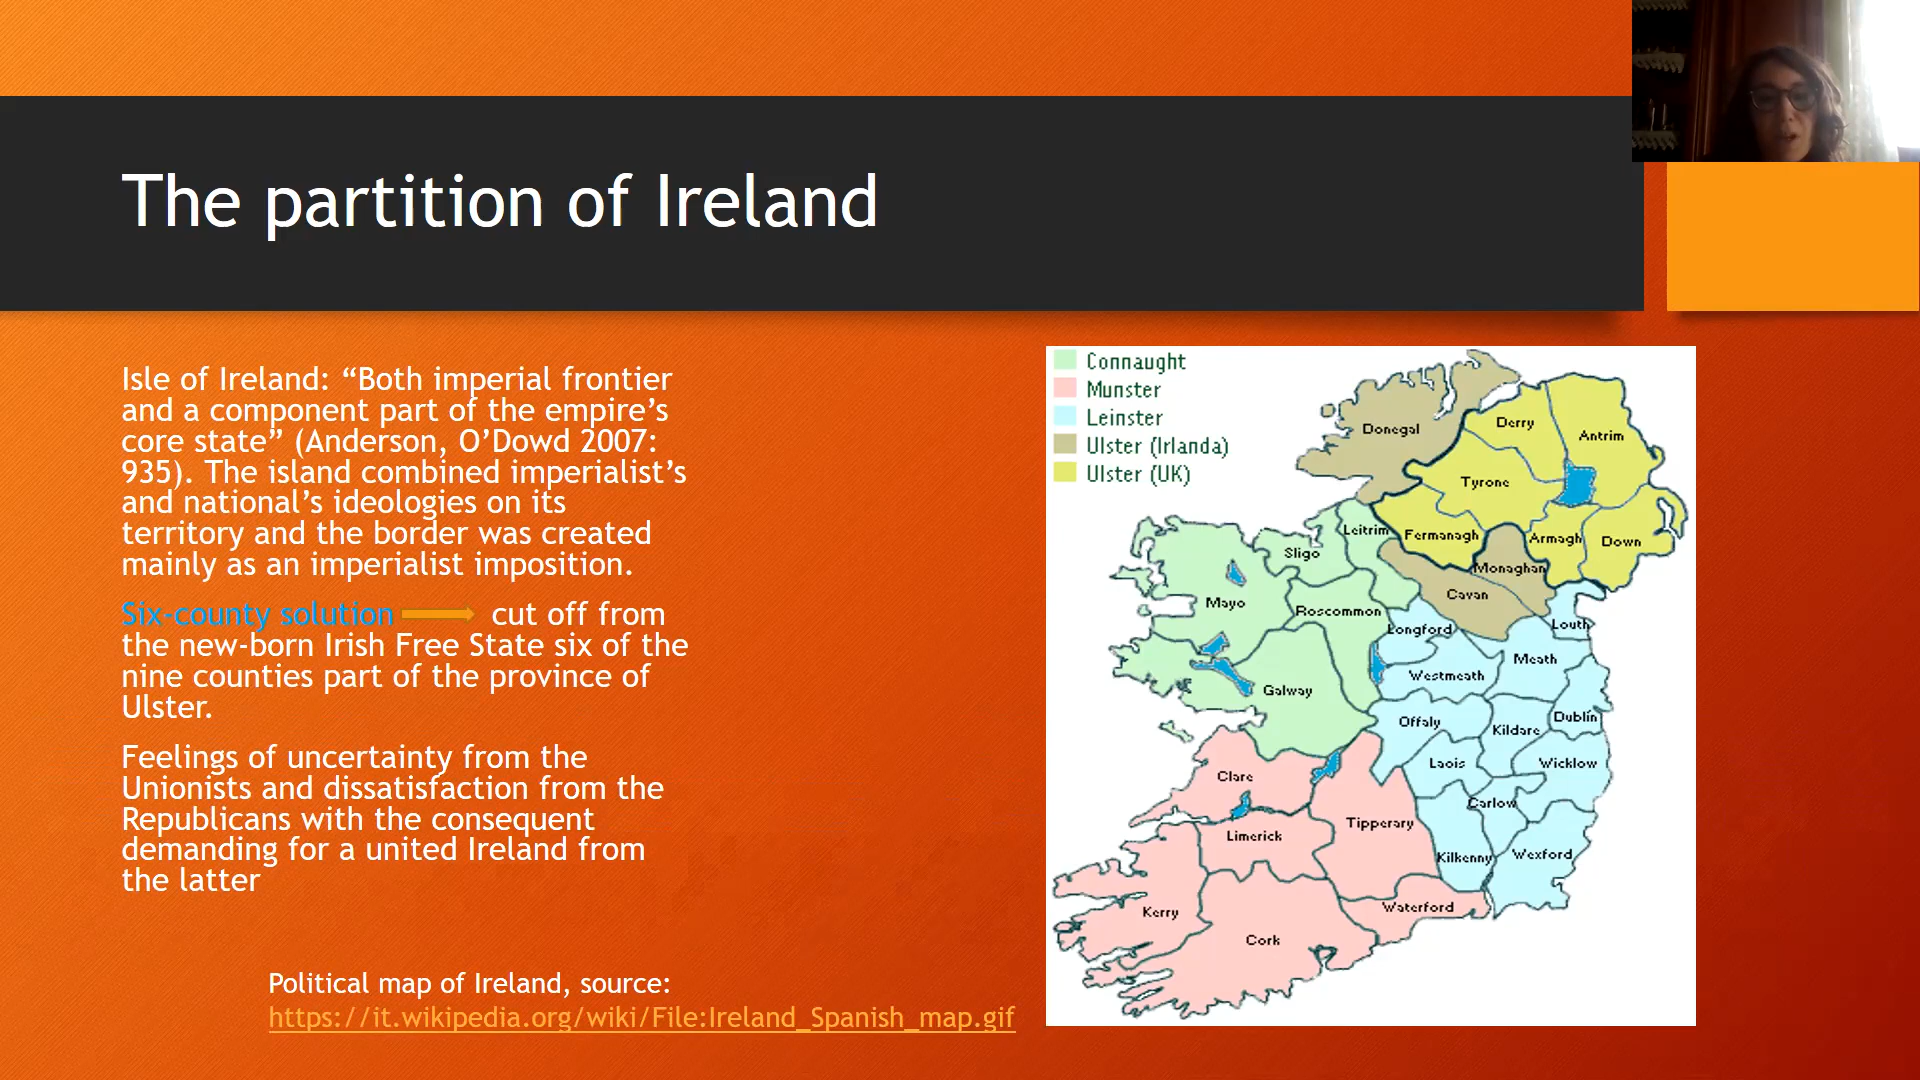 The partition of Ireland
Isle of Ireland: “Both imperial frontier
and a component part of the empire’s
core state” (Anderson, O’Dowd 2007:
935). The island combined imperialist’s
and national’s ideologies on its
territory and the border was created
mainly as an imperialist imposition.
Six-county solution cut off from
the new-born Irish Free State six of the
nine counties part of the province of
Ulster.
Feelings of uncertainty from the
Unionists and dissatisfaction from the
Republicans with the consequent
demanding for a united Ireland from
the latter
Political map of Ireland, source:
https://it.wikipedia.org/wiki/File:Ireland_Spanish_map.gif
Connaught
Munster
Leinster
Ulster (Irlanda)
Ulster (UK)
Donegal
Derry
Antrim
Tyrone
Fermanagh
Armagh
Down
Leitrim
Sligo
Monaghan
Cavan
Mayo
Roscommon
Longford
Louth
Meath
Westmeath
Galway
Offaly
Kildare
Dublín
Laois
Wicklow
Clare
Carlow
Tipperary
Limerick
Kilkenny
Wexford
Waterford
Kerry
Cork